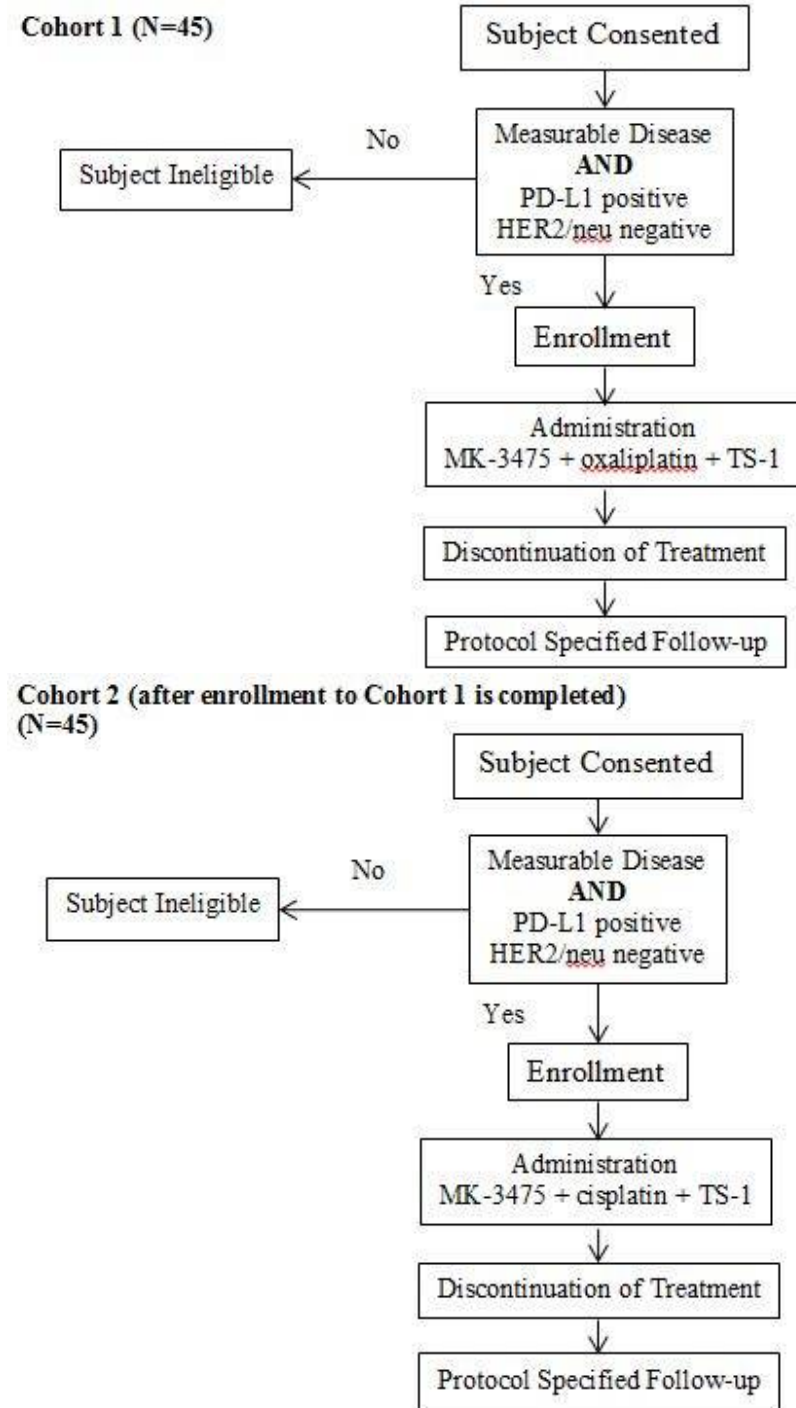 Cohort 1 (N=45)
Subject Consented
Measurable Disease
AND
PD-L1 positive
HER2/neu negative
No
Subject Ineligible
Yes
Enrollment
Administration
MK-3475 + oxaliplatin + TS-1
Discontinuation of Treatment
Protocol Specified Follow-up
Cohort 2 (after enrollment to Cohort 1 is completed)
(N=45)
Subject Consented
Measurable Disease
AND
PD-L1 positive
HER2/neu negative
No
Subject Ineligible
Yes
Enrollment
Administration
MK-3475 + cisplatin + TS-1
Discontinuation of Treatment
Protocol Specified Follow-up